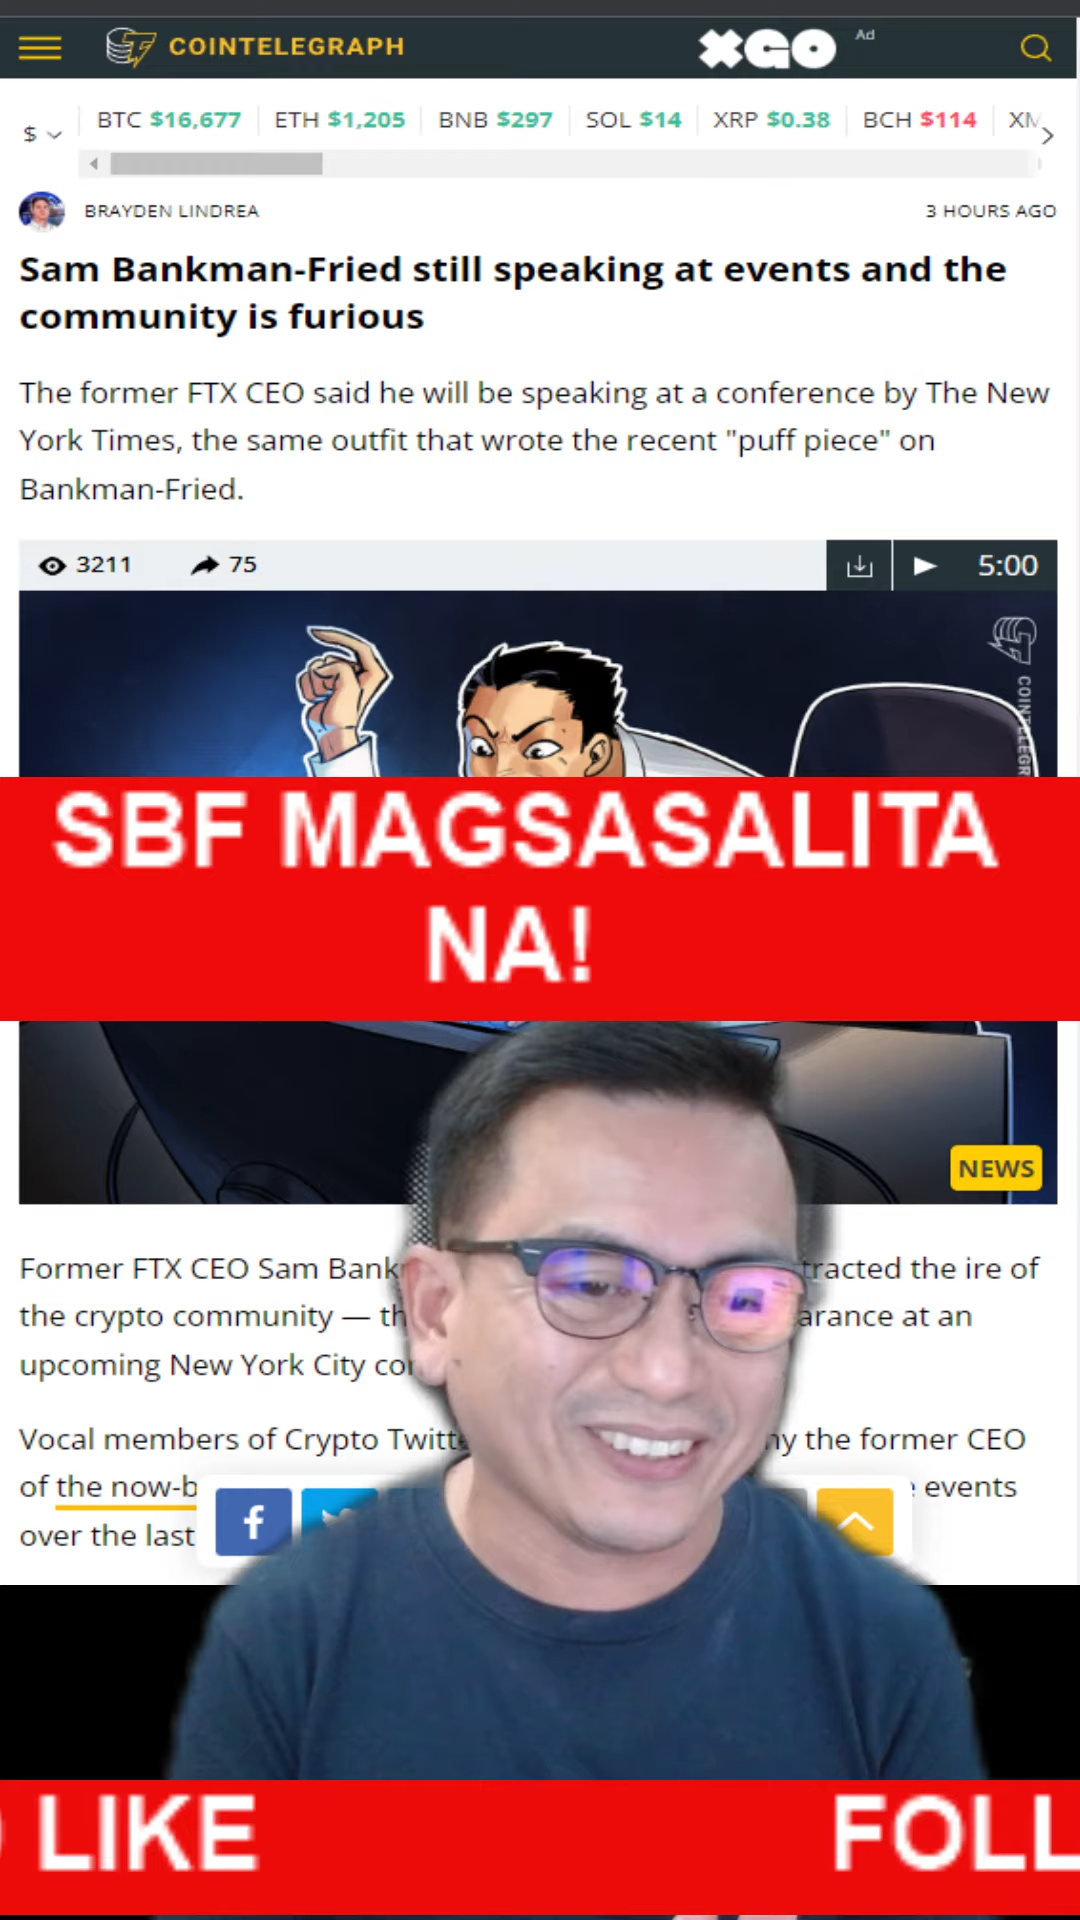 COINTELEGRAPH
XGO
Ad
$
BTC $16,677 ETH $1,205 BNB $297 SOL $14 XRP $0.38 BCH $114
BRAYDEN LINDREA 3 HOURS AGO
Sam Bankman-Fried still speaking at events and the
community is furious
The former FTX CEO said he will be speaking at a conference by The New
York Times, the same outfit that wrote the recent "puff piece" on
Bankman-Fried.
3211 75 5:00
SBF MAGSASALITA
NA!
NEWS
Former FTX CEO Sam the ire of
the crypto community — at an
upcoming New York City
Vocal members of Crypto the former CEO
of the events
over the last
LIKE